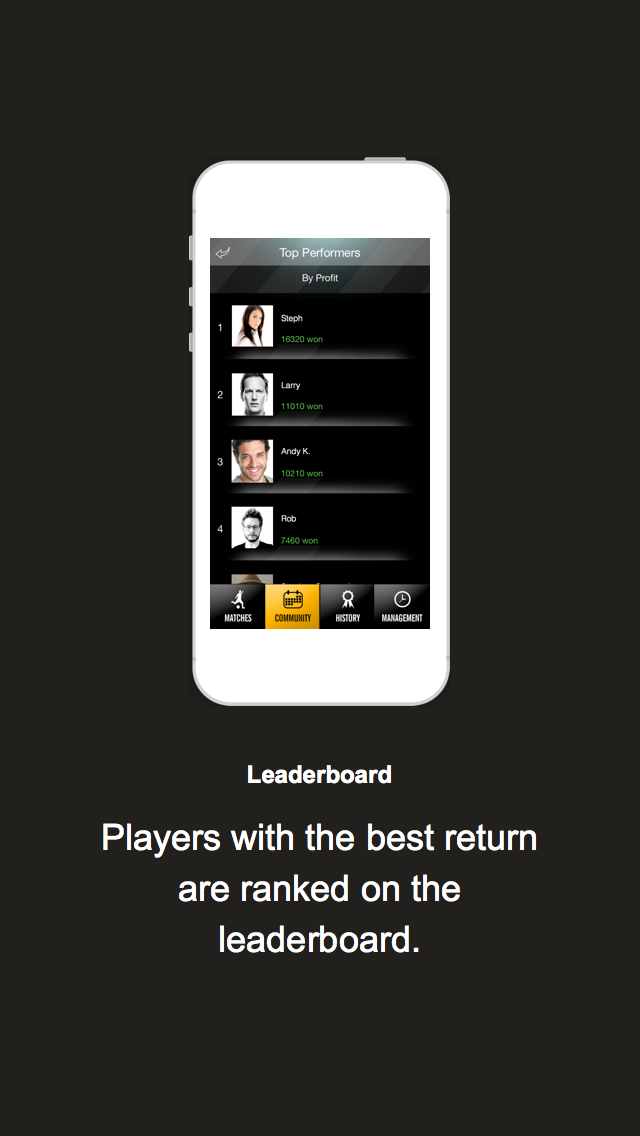 Top Performers
By Profit
1
Steph
16320 won
2
Larry
11010 won
3
Andy K.
10210 won
4
Rob
7460 won
MATCHES
COMMUNITY
HISTORY
MANAGEMENT
Leaderboard
Players with the best return
are ranked on the
leaderboard.